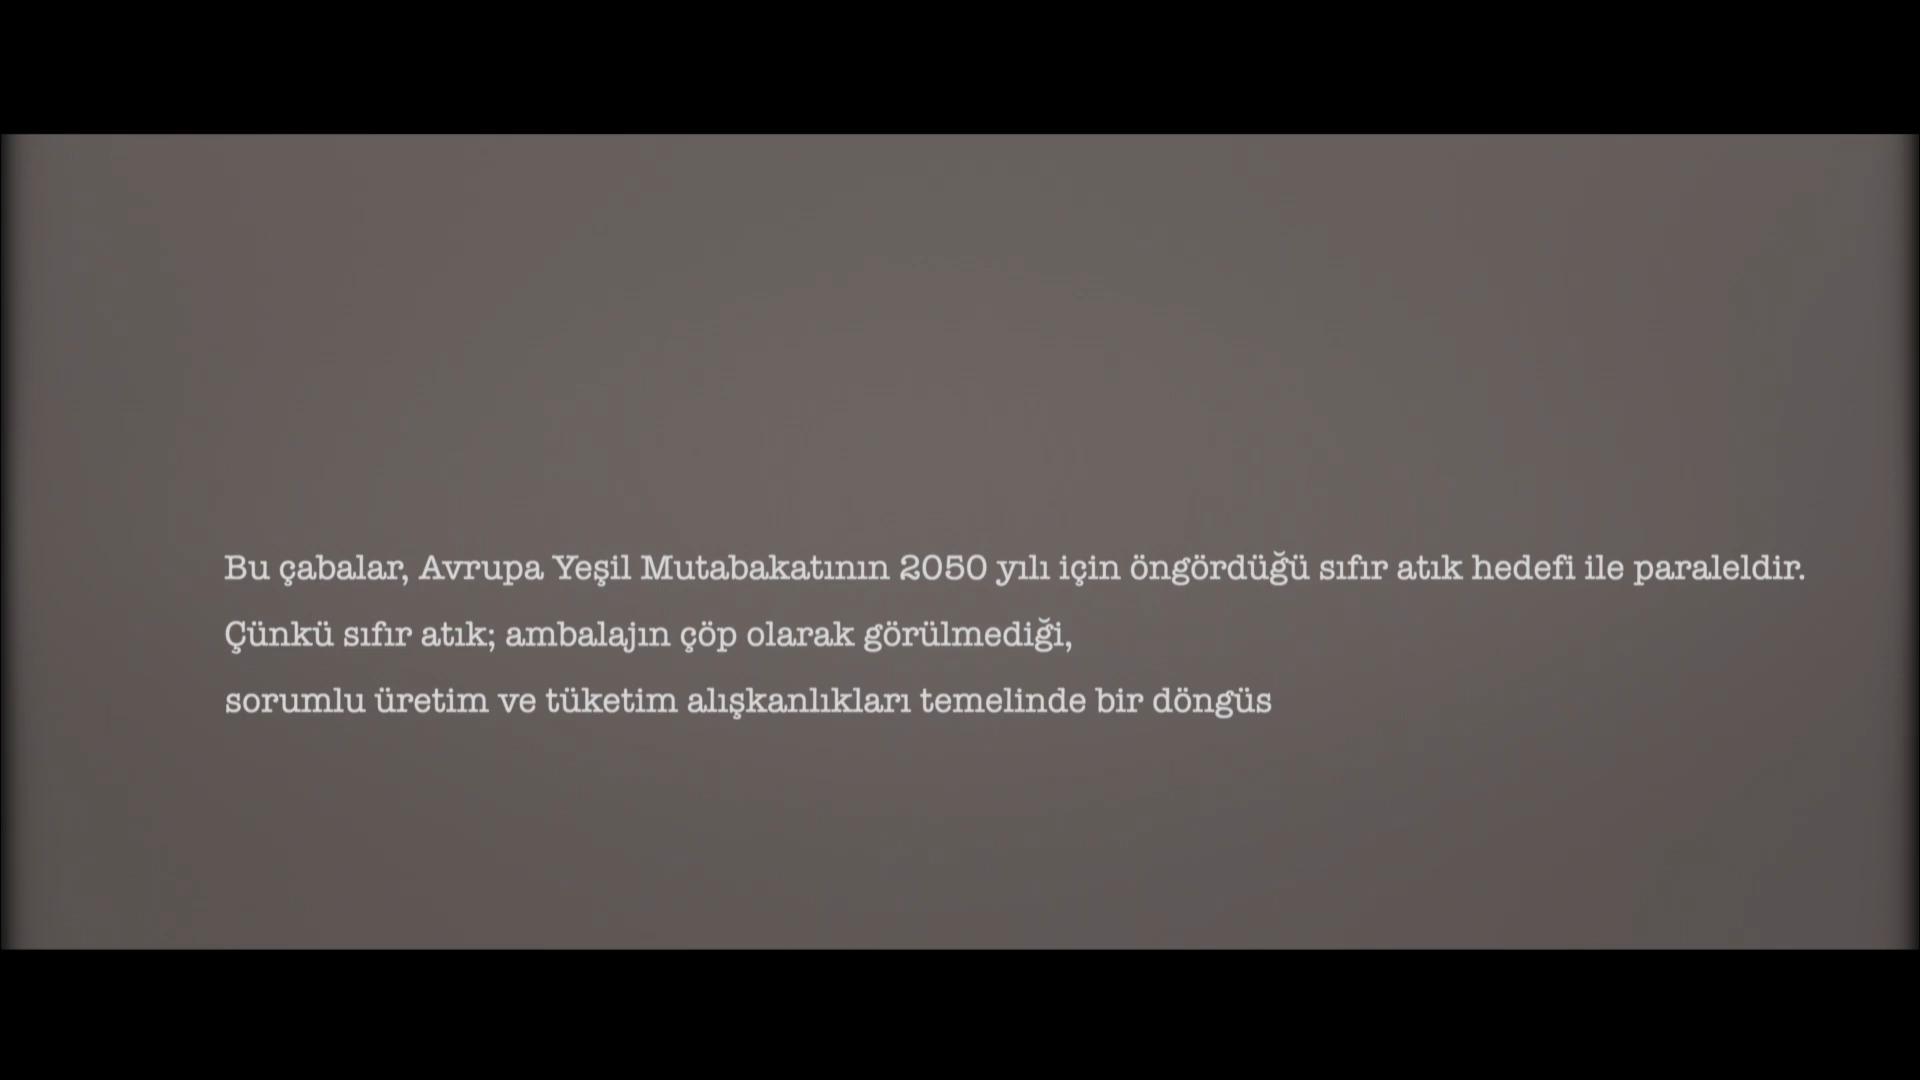 Bu çabalar, Avrupa Yeşil Mutabakatının 2050 yılı için öngördüğü sıfır atık hedefi ile paraleldir.
Çünkü sıfır atık; ambalajın çöp olarak görülmediği,
sorumlu üretim ve tüketim alışkanlıkları temelinde bir döngüs